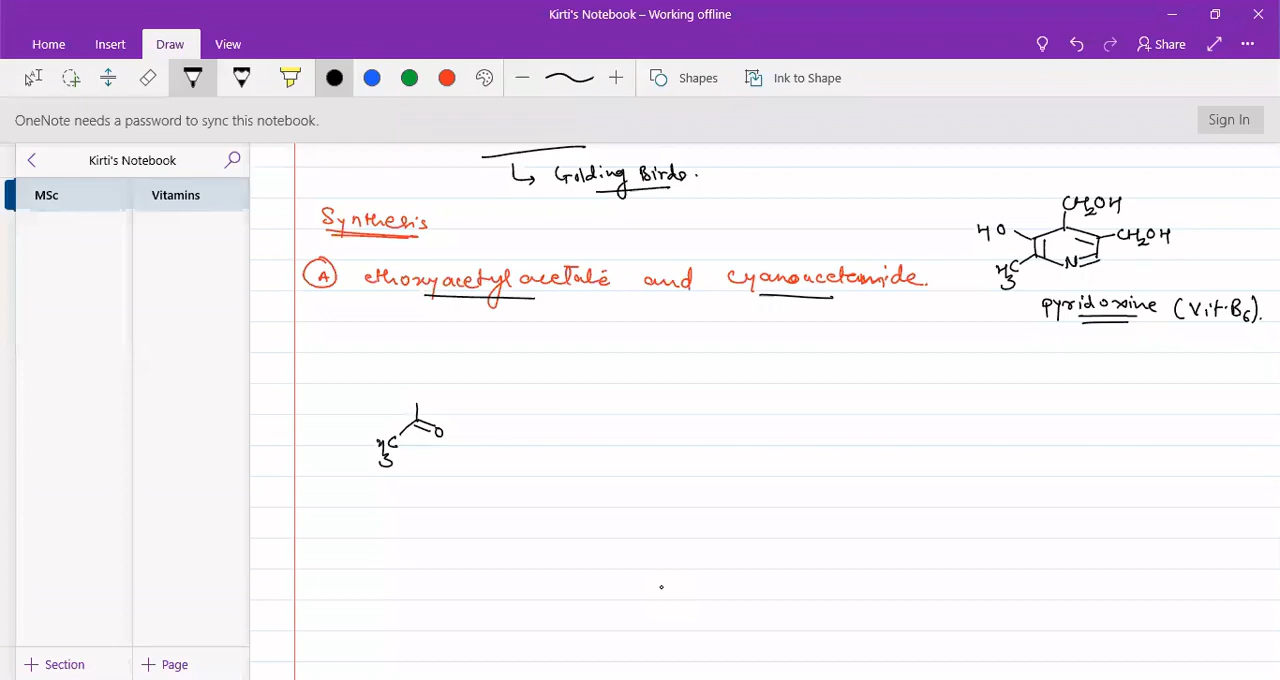 Kirti's Notebook – Working offline
Home Insert Draw View
Share
Shapes Ink to Shape
OneNote needs a password to sync this notebook.
Sign In
Kirti's Notebook
MSc
Vitamins
Golding Birds.
Synthesis
A ethoxyacetylacetate and cyanoacetamide.
CH2OH
HO
CH2OH
H3C
N
pyridoxine (Vit.B6).
O
H3C
+ Section
+ Page